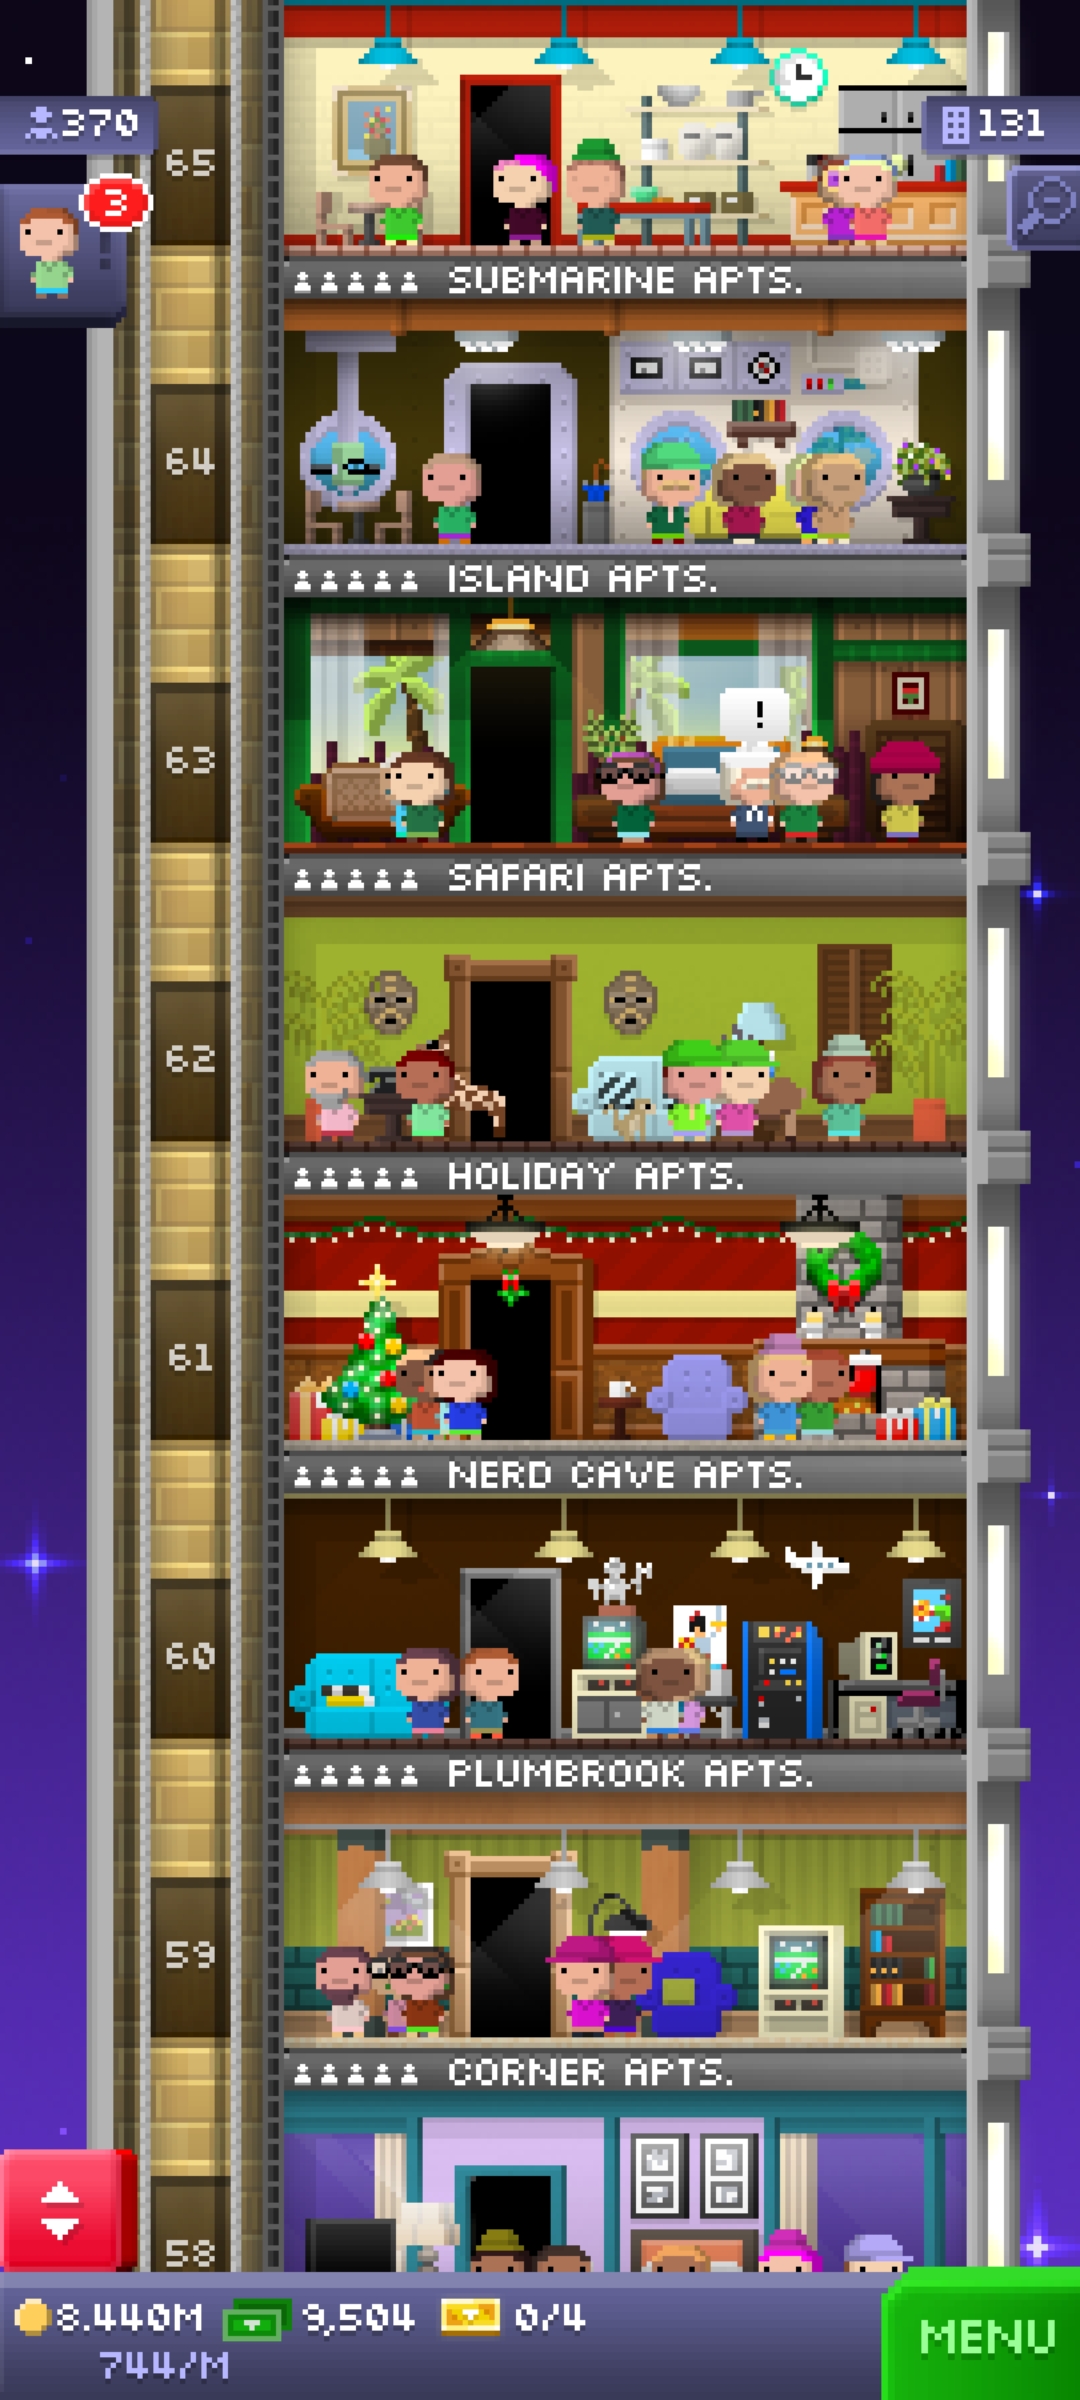 370
131
65
3
SUBMARINE APTS.
64
ISLAND APTS.
63
!
SAFARI APTS.
62
HOLIDAY APTS.
61
NERD CAVE APTS.
60
PLUMBROOK APTS.
59
CORNER APTS.
58
8.440M 9,504 0/4
744/M
MENU